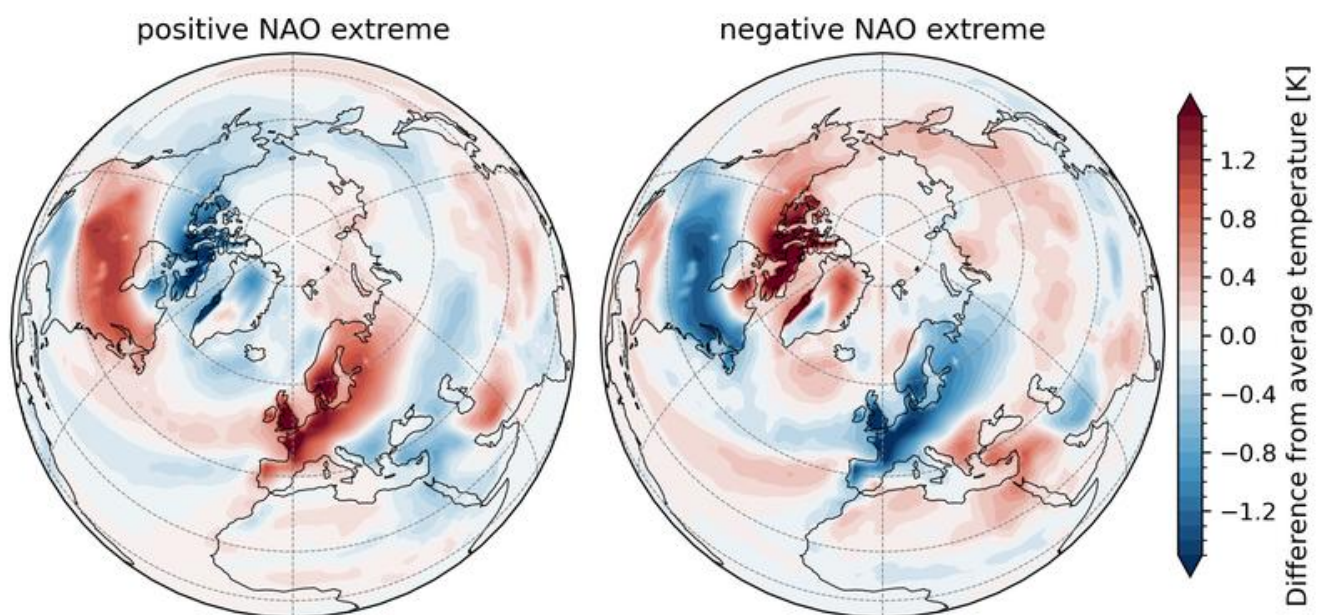 positive NAO extreme
negative NAO extreme
1.2
0.8
0.4
0.0
−0.4
−0.8
−1.2
Difference from average temperature [K]